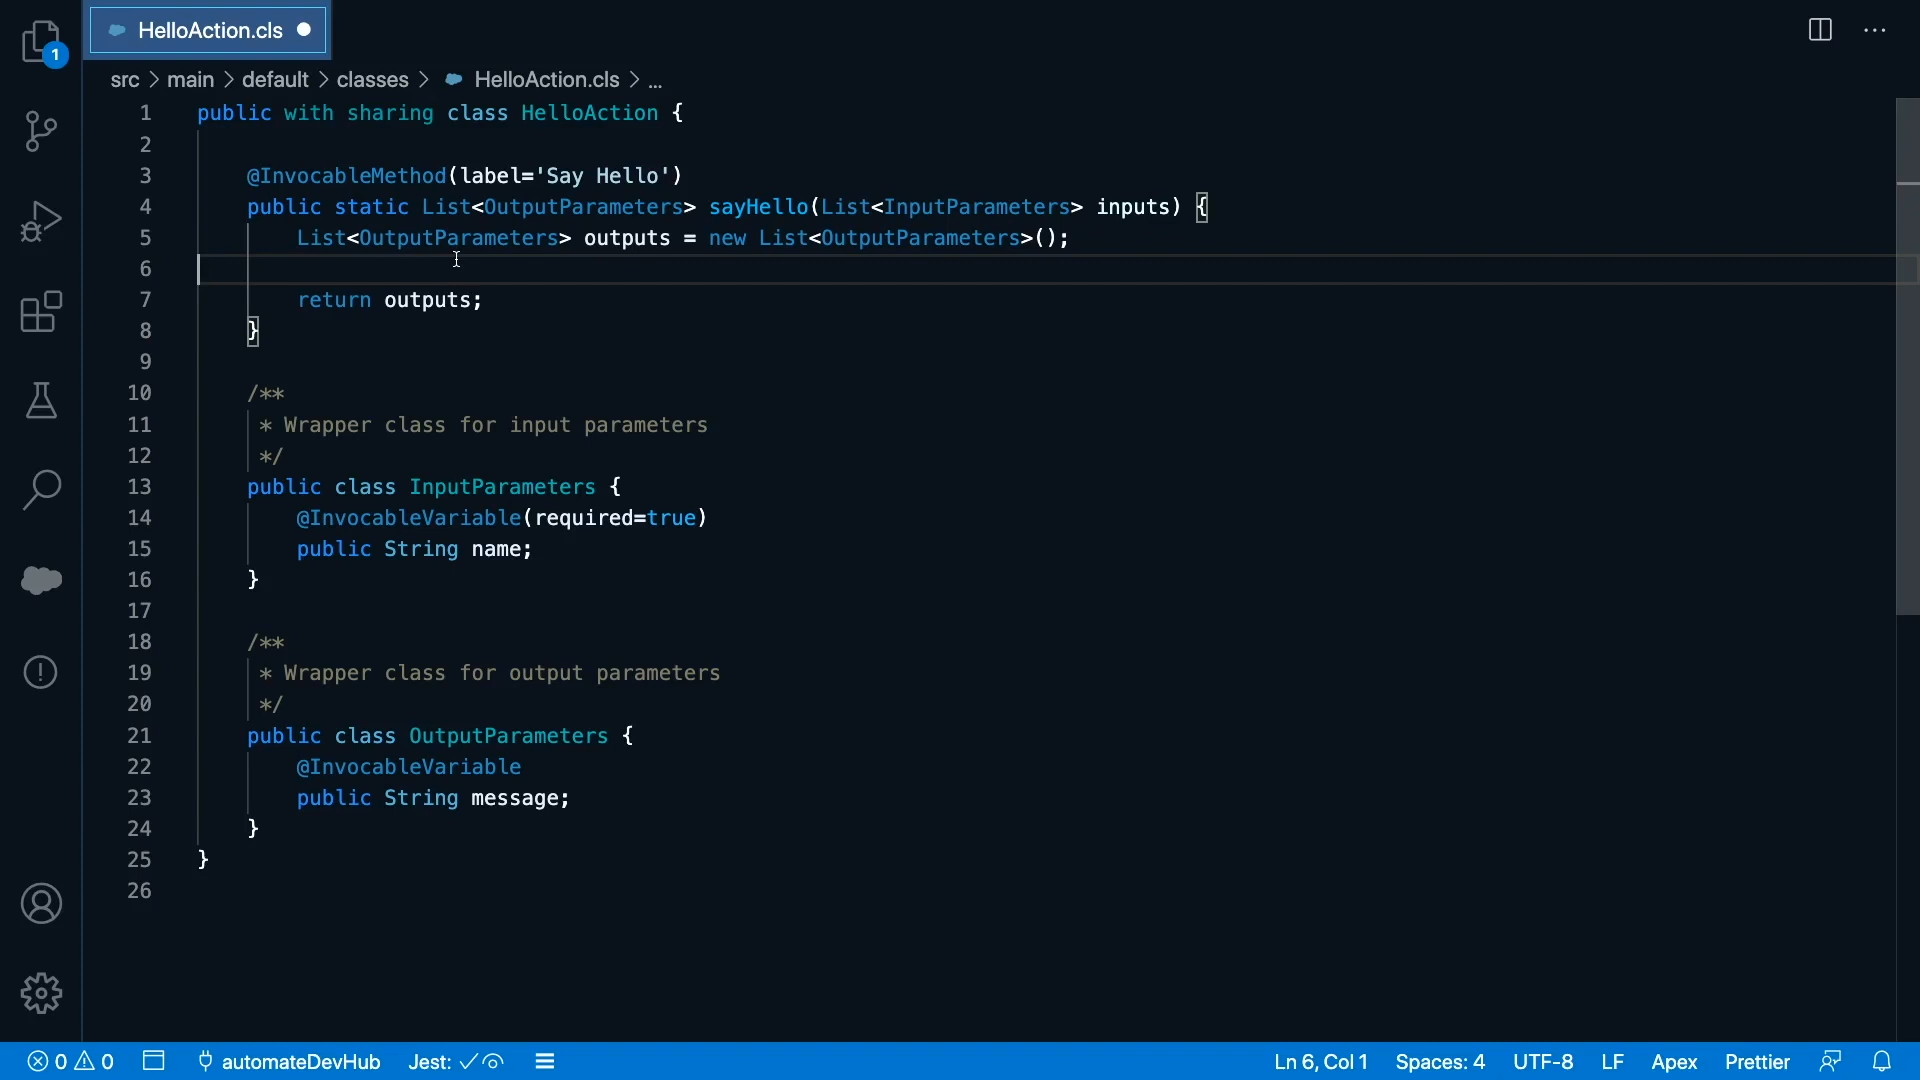 HelloAction.cls
1
src > main > default > classes > HelloAction.cls > ...
1 public with sharing class HelloAction {
2
3 @InvocableMethod(label='Say Hello')
4 public static List<OutputParameters> sayHello(List<InputParameters> inputs) {
5 List<OutputParameters> outputs = new List<OutputParameters>();
6
7 return outputs;
8 }
9
10 /**
11 * Wrapper class for input parameters
12 */
13 public class InputParameters {
14 @InvocableVariable(required=true)
15 public String name;
16 }
17
18 /**
19 * Wrapper class for output parameters
20 */
21 public class OutputParameters {
22 @InvocableVariable
23 public String message;
24 }
25 }
26
0 0 automateDevHub Jest: Ln 6, Col 1 Spaces: 4 UTF-8 LF Apex Prettier